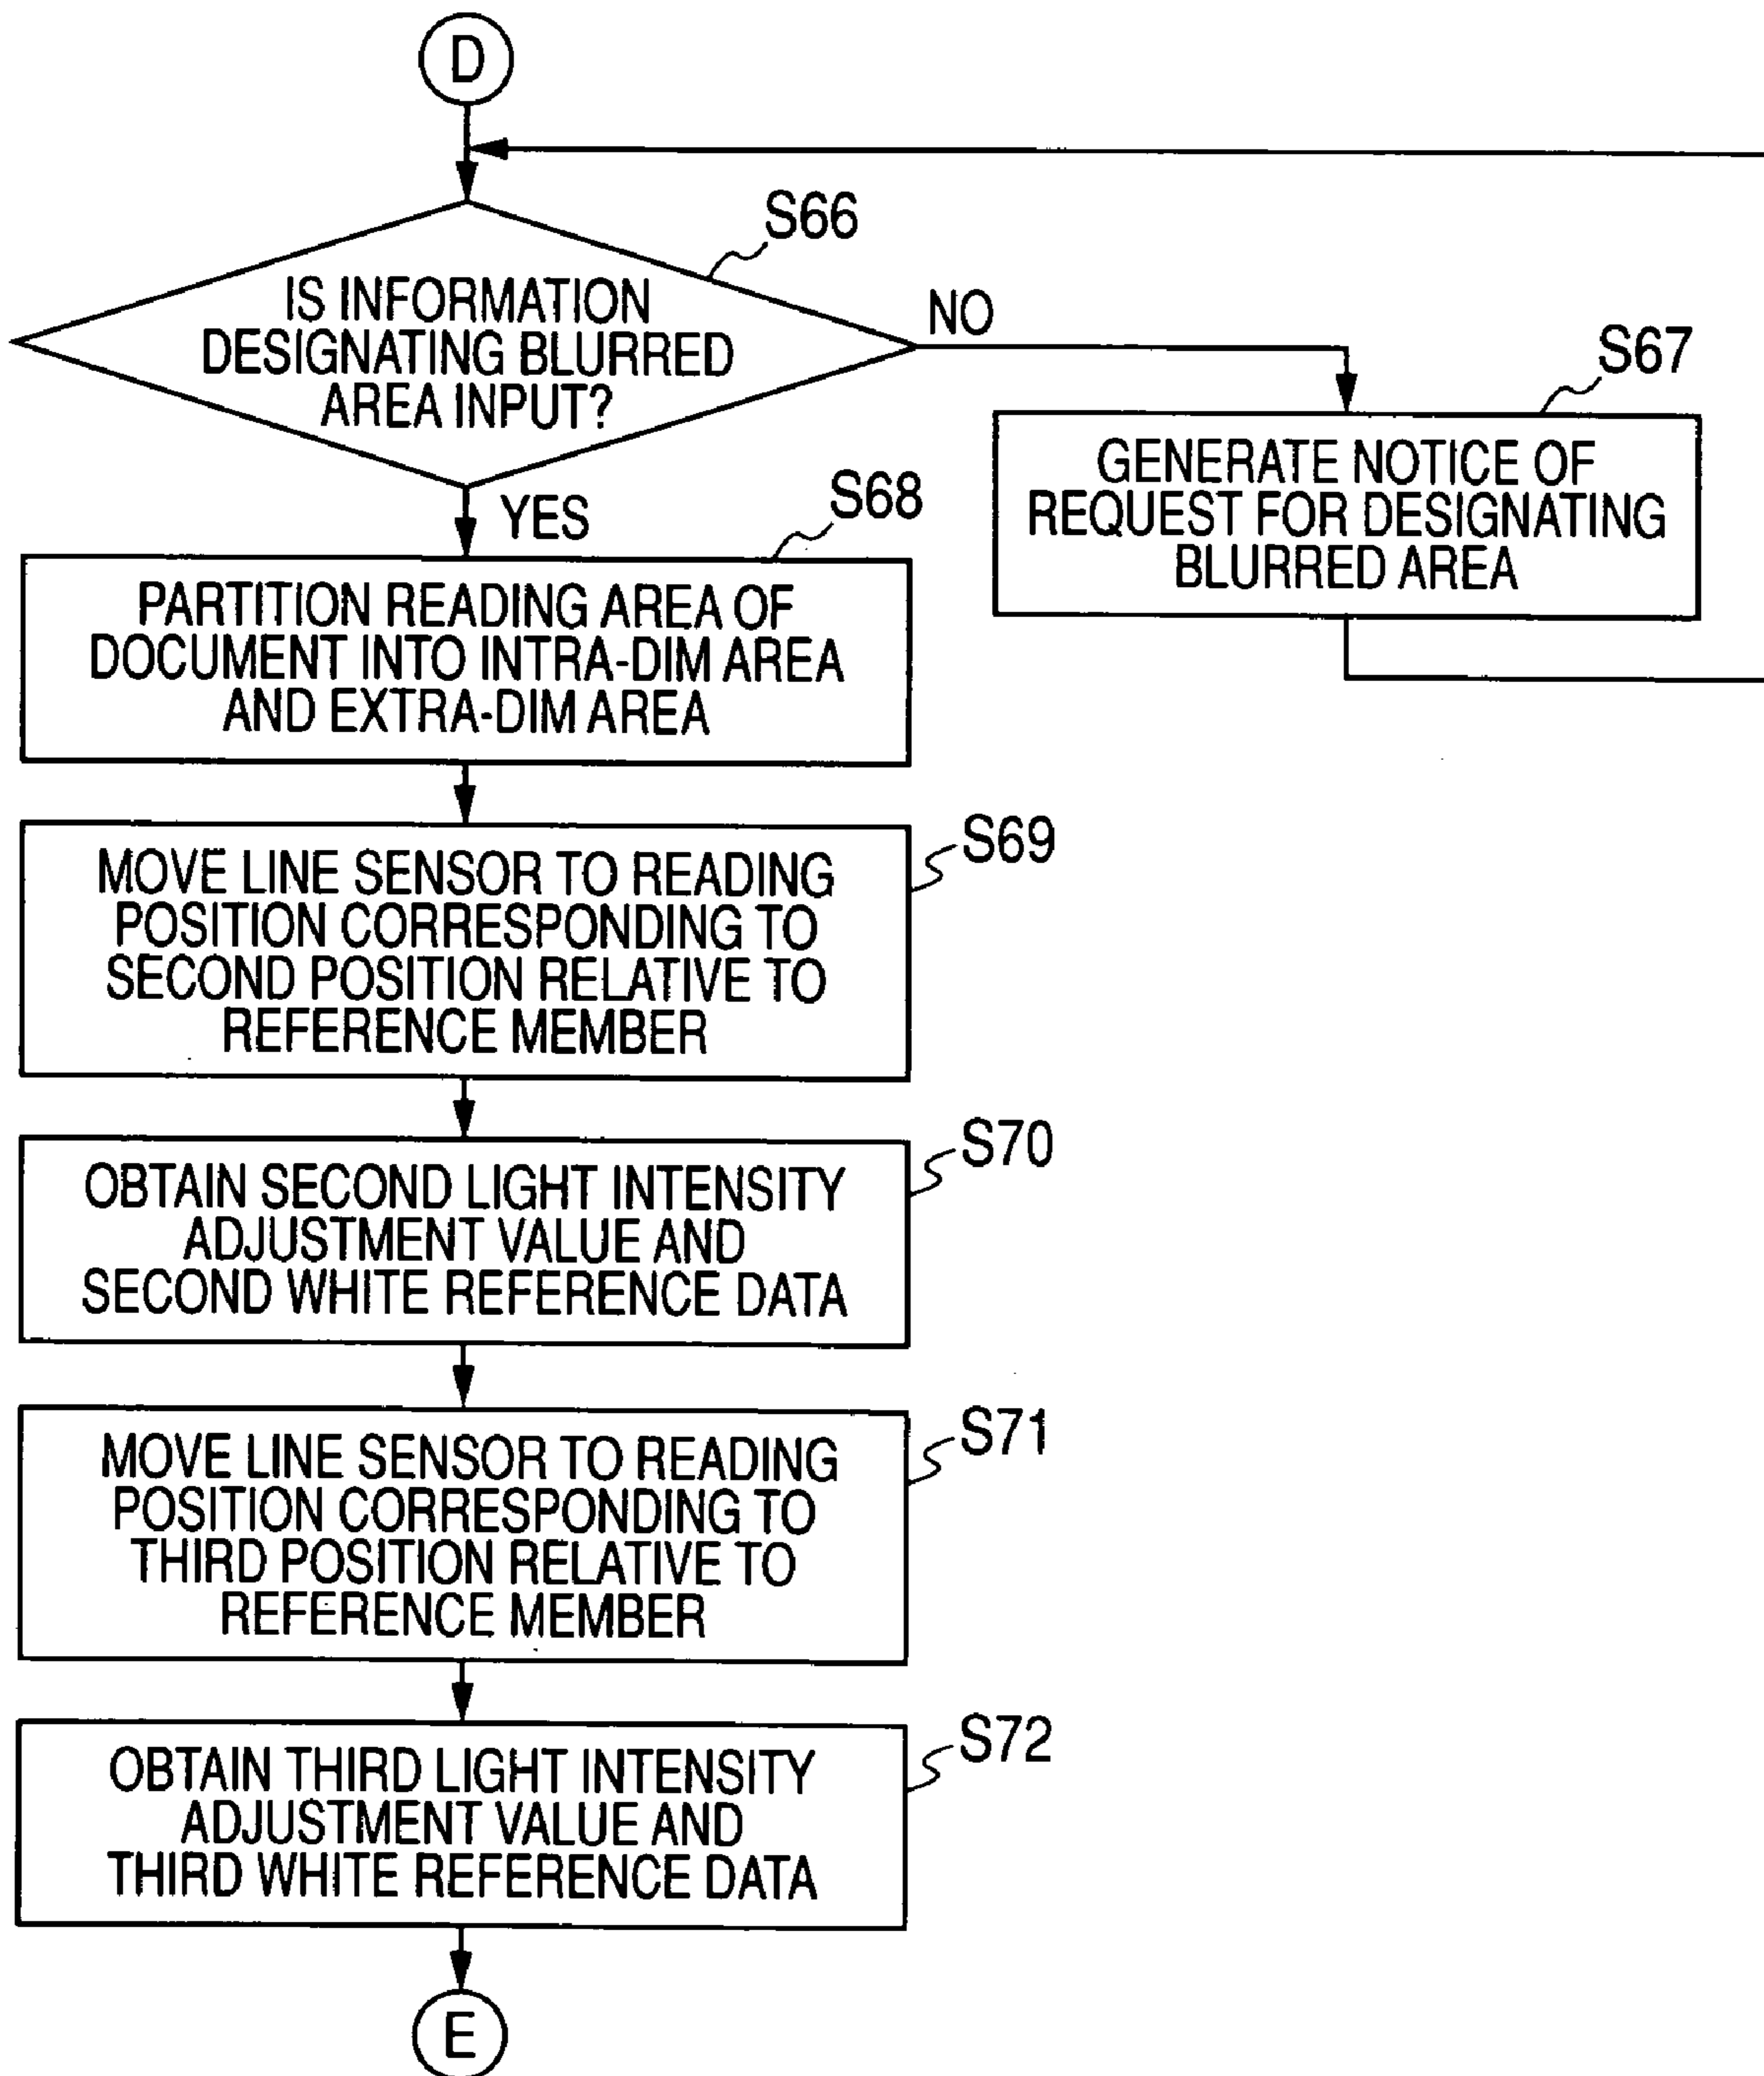 D
S66
IS INFORMATION
DESIGNATING BLURRED
AREA INPUT?
NO
S67
GENERATE NOTICE OF
REQUEST FOR DESIGNATING
BLURRED AREA
YES
S68
PARTITION READING AREA OF
DOCUMENT INTO INTRA-DIM AREA
AND EXTRA-DIM AREA
S69
MOVE LINE SENSOR TO READING
POSITION CORRESPONDING TO
SECOND POSITION RELATIVE TO
REFERENCE MEMBER
S70
OBTAIN SECOND LIGHT INTENSITY
ADJUSTMENT VALUE AND
SECOND WHITE REFERENCE DATA
S71
MOVE LINE SENSOR TO READING
POSITION CORRESPONDING TO
THIRD POSITION RELATIVE TO
REFERENCE MEMBER
S72
OBTAIN THIRD LIGHT INTENSITY
ADJUSTMENT VALUE AND
THIRD WHITE REFERENCE DATA
E